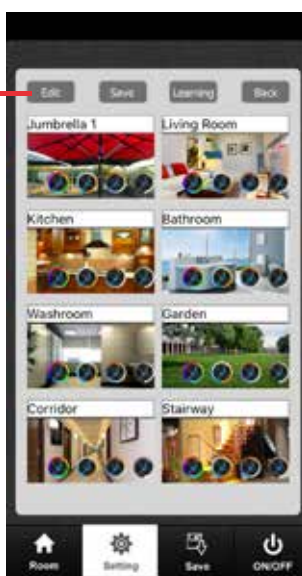 Edit Save Learning Back
Jumbrella 1 Living Room
Kitchen Bathroom
Washroom Garden
Corridor Stairway
Room Setting Save ON/OFF